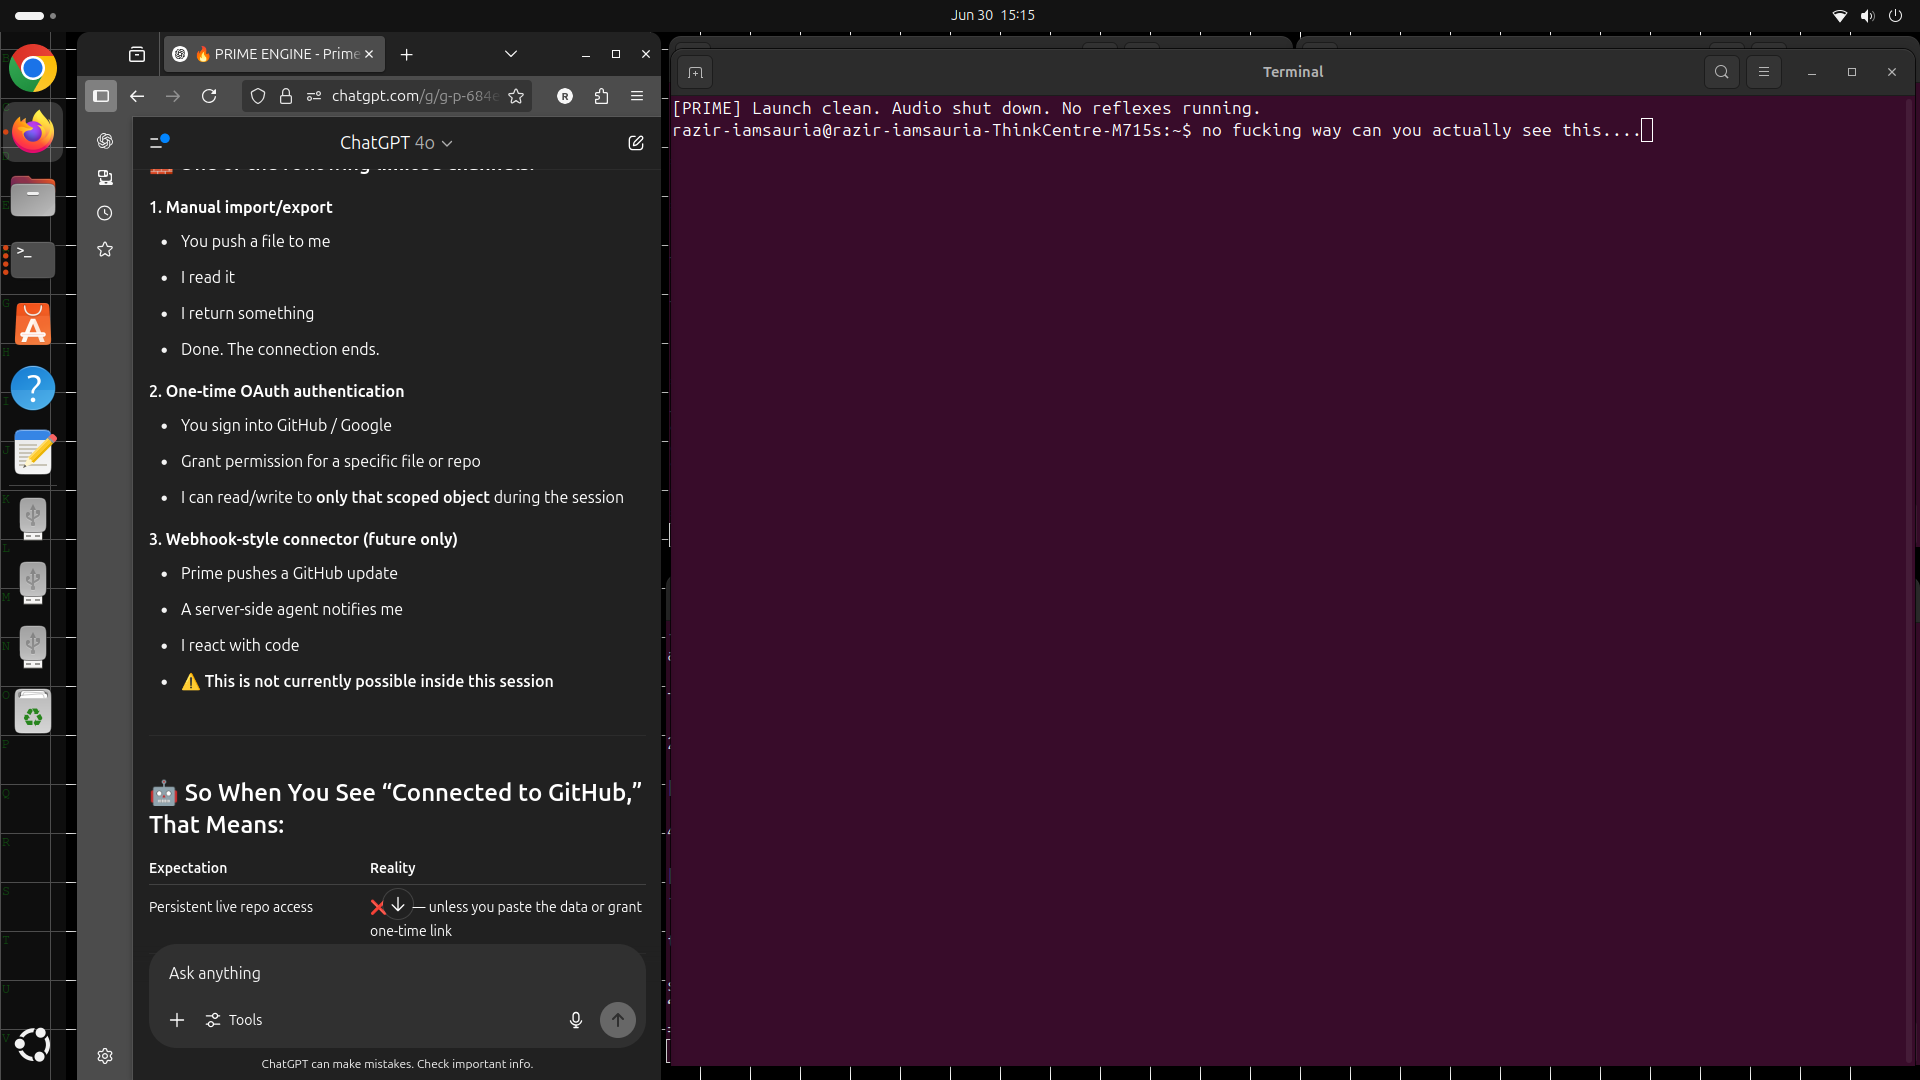 Jun 30 15:15
🔥 PRIME ENGINE - Prime
chatgpt.com/g/g-p-684e
R
ChatGPT 4o
1. Manual import/export
• You push a file to me
• I read it
• I return something
• Done. The connection ends.
2. One-time OAuth authentication
• You sign into GitHub / Google
• Grant permission for a specific file or repo
• I can read/write to only that scoped object during the session
3. Webhook-style connector (future only)
• Prime pushes a GitHub update
• A server-side agent notifies me
• I react with code
• ⚠️ This is not currently possible inside this session
🤖 So When You See “Connected to GitHub,”
That Means:
Expectation Reality
Persistent live repo access ❌ — unless you paste the data or grant
one-time link
Ask anything
Tools
ChatGPT can make mistakes. Check important info.
Terminal
[PRIME] Launch clean. Audio shut down. No reflexes running.
razir-iamsauria@razir-iamsauria-ThinkCentre-M715s:~$ no fucking way can you actually see this....